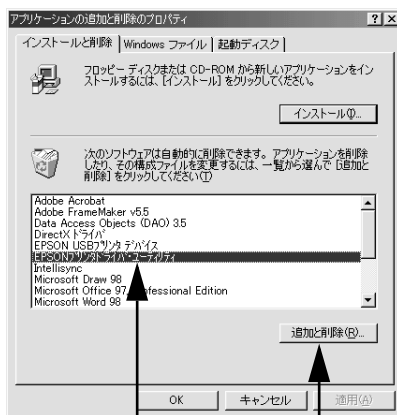 アプリケーションの追加と削除のプロパティ
インストールと削除 Windows ファイル 起動ディスク
フロッピー ディスクまたは CD-ROM から新しいアプリケーションをイン
ストールするには、[インストール] をクリックしてください。
インストール(I)...
次のソフトウェアは自動的に削除できます。アプリケーションを削除
したり、その構成ファイルを変更するには、一覧から選んで [追加と
削除] をクリックしてください(T)
Adobe Acrobat
Adobe FrameMaker v5.5
Data Access Objects (DAO) 3.5
DirectX ドライバ
EPSON USBプリンタ デバイス
EPSONプリンタドライバ・ユーティリティ
Intellisync
Microsoft Draw 98
Microsoft Office 97 Professional Edition
Microsoft Word 98
追加と削除(R)...
OK キャンセル 適用(A)